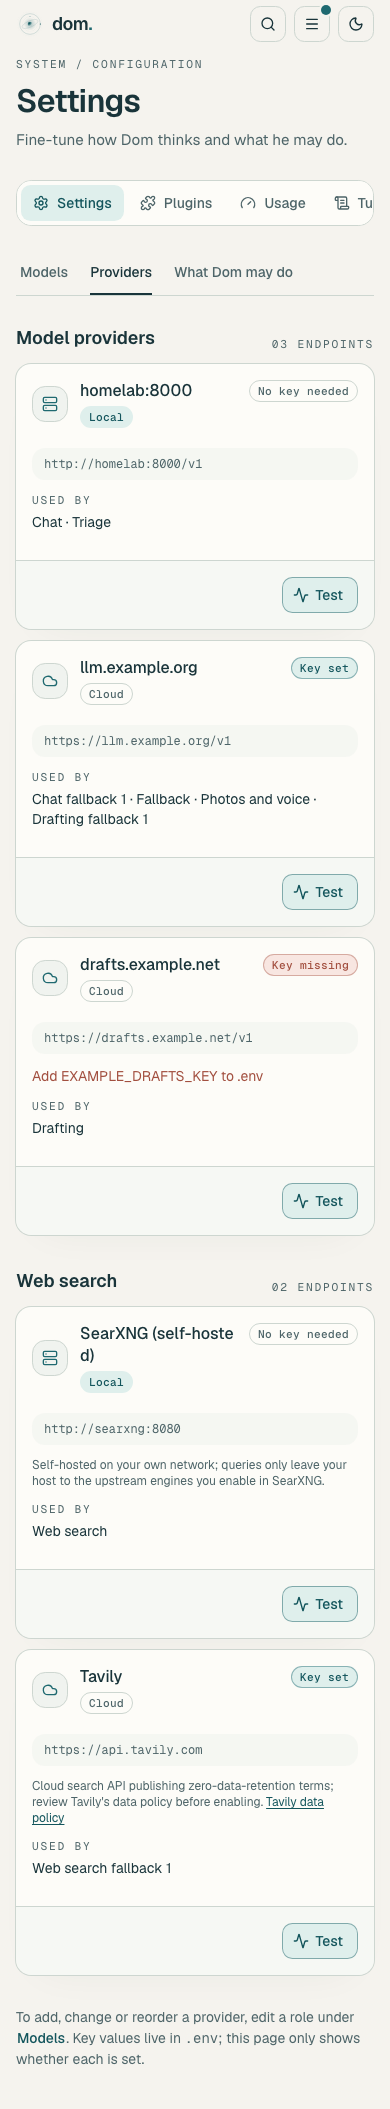 dom.
SYSTEM / CONFIGURATION
Settings
Fine-tune how Dom thinks and what he may do.
Settings Plugins Usage Tu
Models Providers What Dom may do
Model providers 03 ENDPOINTS
homelab:8000 No key needed
Local
http://homelab:8000/v1
USED BY
Chat · Triage
Test
llm.example.org Key set
Cloud
https://llm.example.org/v1
USED BY
Chat fallback 1 · Fallback · Photos and voice ·
Drafting fallback 1
Test
drafts.example.net Key missing
Cloud
https://drafts.example.net/v1
Add EXAMPLE_DRAFTS_KEY to .env
USED BY
Drafting
Test
Web search 02 ENDPOINTS
SearXNG (self-hoste No key needed
d)
Local
http://searxng:8080
Self-hosted on your own network; queries only leave your
host to the upstream engines you enable in SearXNG.
USED BY
Web search
Test
Tavily Key set
Cloud
https://api.tavily.com
Cloud search API publishing zero-data-retention terms;
review Tavily's data policy before enabling. Tavily data
policy
USED BY
Web search fallback 1
Test
To add, change or reorder a provider, edit a role under
Models. Key values live in .env; this page only shows
whether each is set.